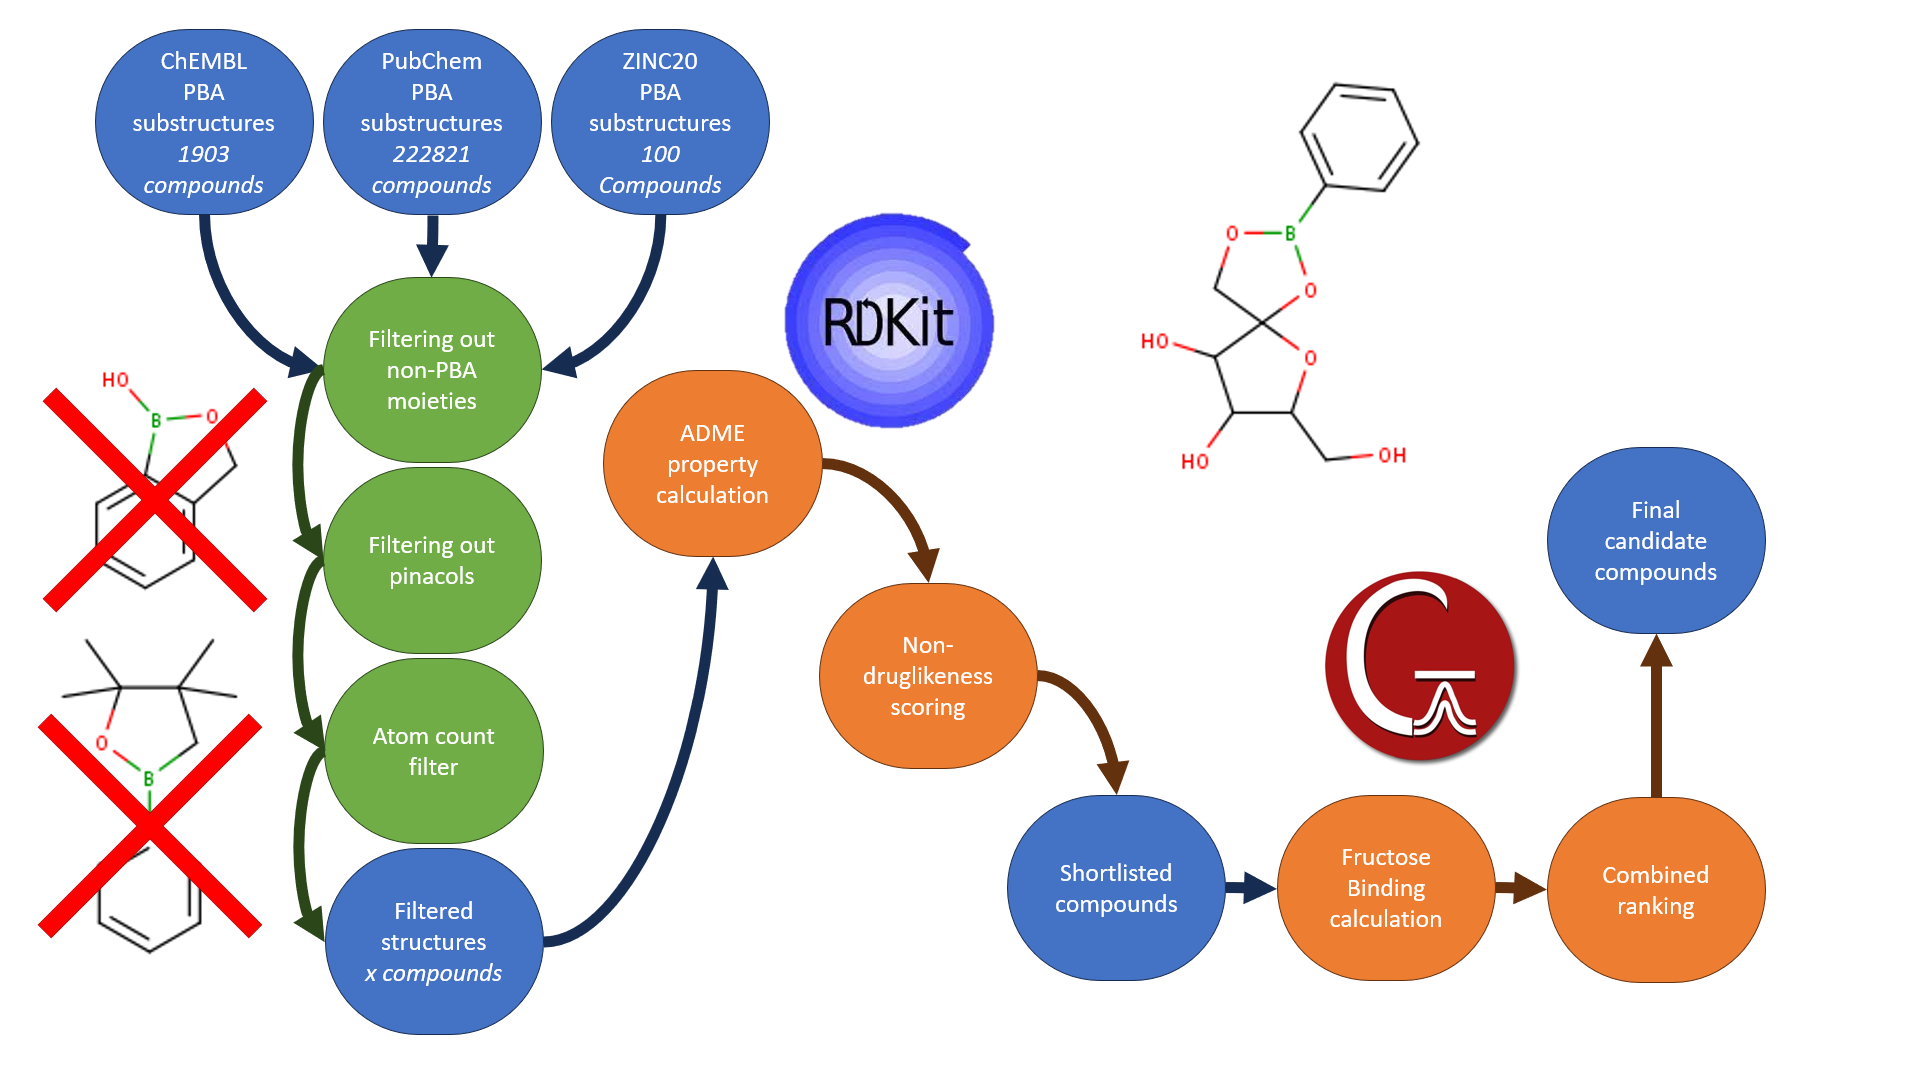 ChEMBL
PBA
substructures
1903
compounds
PubChem
PBA
substructures
222821
compounds
ZINC20
PBA
substructures
100
Compounds
Filtering out
non-PBA
moieties
Filtering out
pinacols
Atom count
filter
Filtered
structures
x compounds
HO
B
O
O
B
ADME
property
calculation
RDKit
Non-
druglikeness
scoring
Shortlisted
compounds
Fructose
Binding
calculation
Combined
ranking
Final
candidate
compounds
O
B
O
HO
O
HO
OH
G